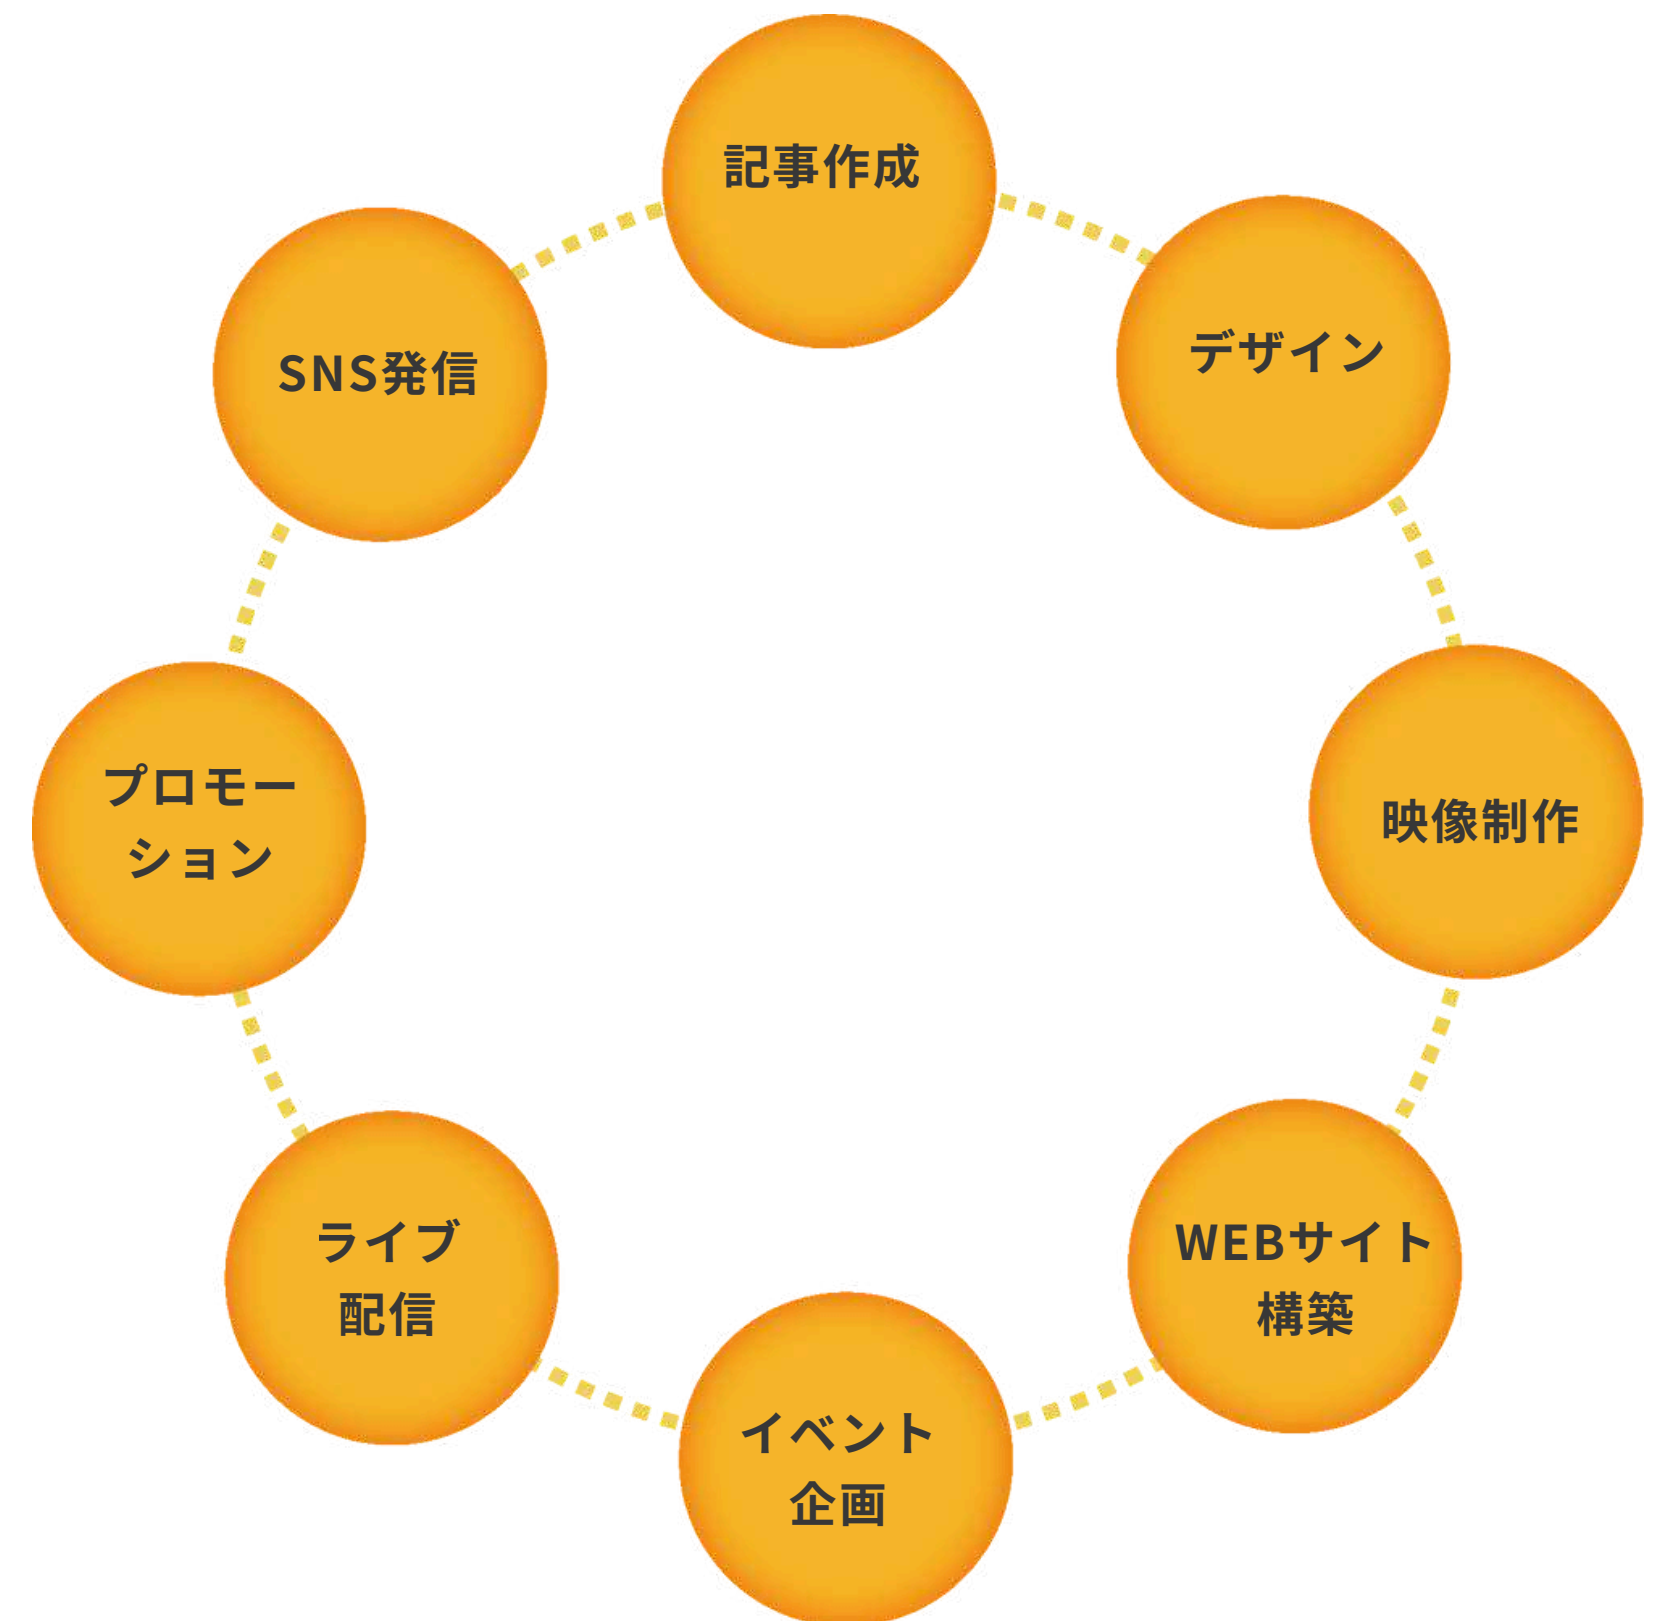 記事作成
デザイン
映像制作
WEBサイト
構築
イベント
企画
ライブ
配信
プロモー
ション
SNS発信